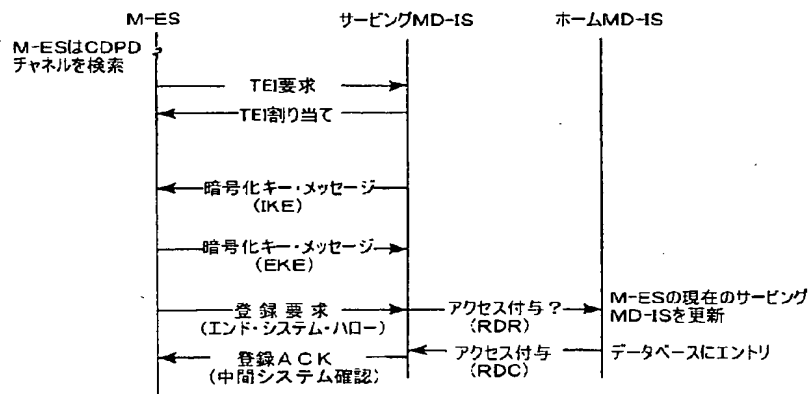 M-ES
サービングMD-IS
ホームMD-IS
M-ESはCDPD
チャネルを検索
TEI要求
TEI割り当て
暗号化キー・メッセージ
(IKE)
暗号化キー・メッセージ
(EKE)
登録要求
(エンド・システム・ハロー)
アクセス付与?
(RDR)
M-ESの現在のサービング
MD-ISを更新
登録ACK
(中間システム確認)
アクセス付与
(RDC)
データベースにエントリ